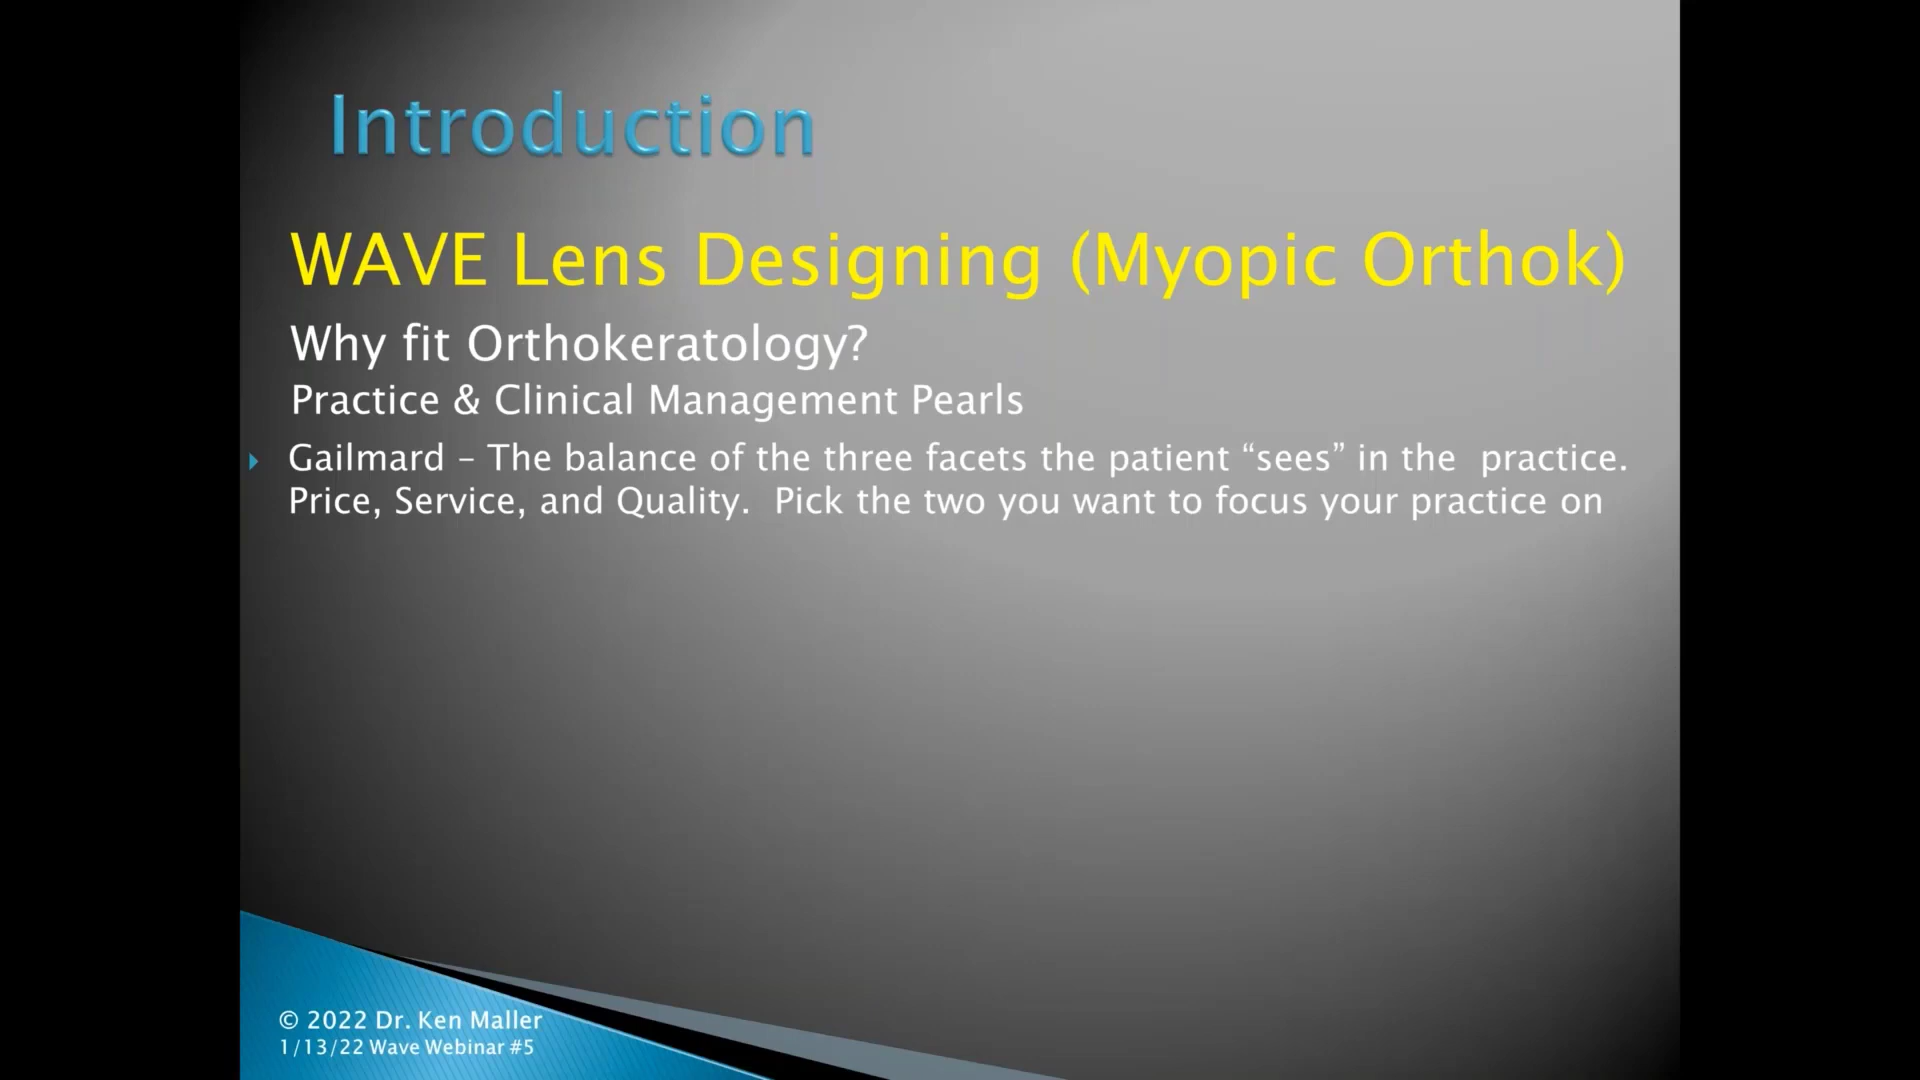 Introduction
WAVE Lens Designing (Myopic Orthok)
Why fit Orthokeratology?
Practice & Clinical Management Pearls
Gailmard – The balance of the three facets the patient “sees” in the practice.
Price, Service, and Quality. Pick the two you want to focus your practice on
© 2022 Dr. Ken Maller
1/13/22 Wave Webinar #5